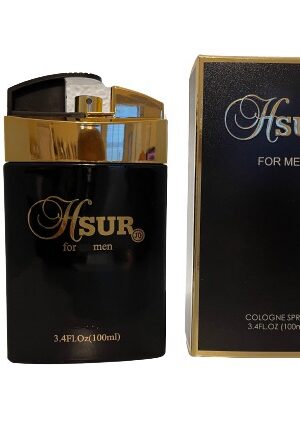 HSUR
for men
3.4Fl.Oz(100ml)
HSUR
FOR ME
COLOGNE SPR
3.4FL.OZ (100m